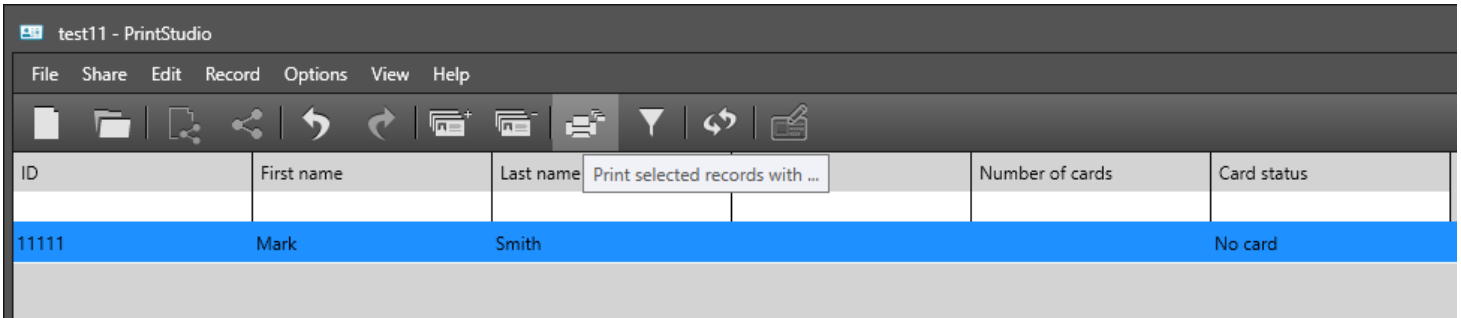 test11 - PrintStudio
File Share Edit Record Options View Help
ID First name Last name Print selected records with ... Number of cards Card status
11111 Mark Smith No card